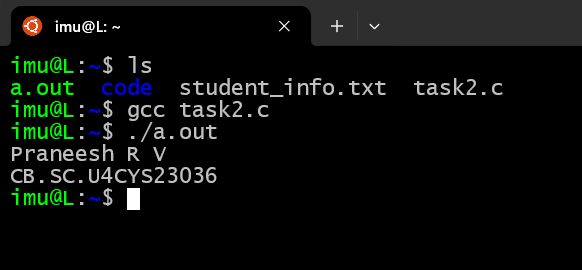 imu@L: ~
imu@L:~$ ls
a.out  code  student_info.txt  task2.c
imu@L:~$ gcc task2.c
imu@L:~$ ./a.out
Praneesh R V
CB.SC.U4CYS23036
imu@L:~$